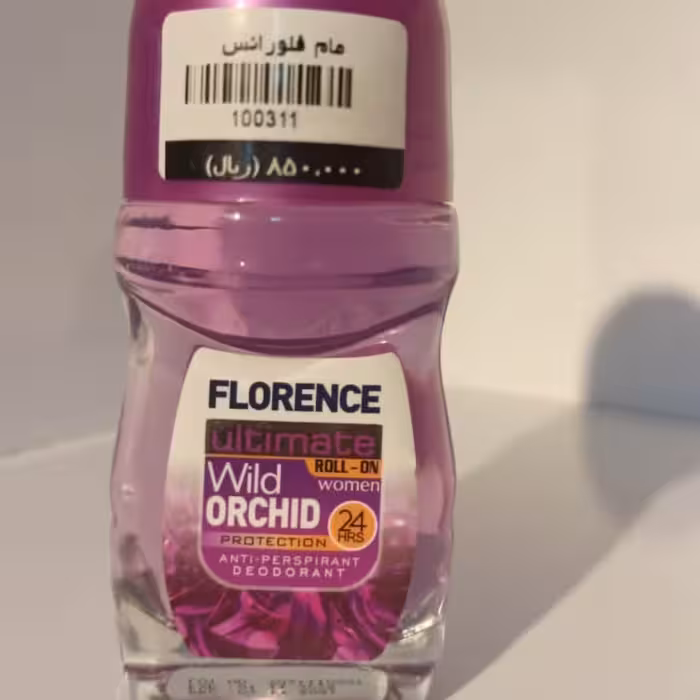 مام فلورانس
100311
۸۵۰,۰۰۰ (ریال)
FLORENCE
ultimate
ROLL-ON
Wild
women
ORCHID
24
HRS
PROTECTION
ANTI-PERSPIRANT
DEODORANT